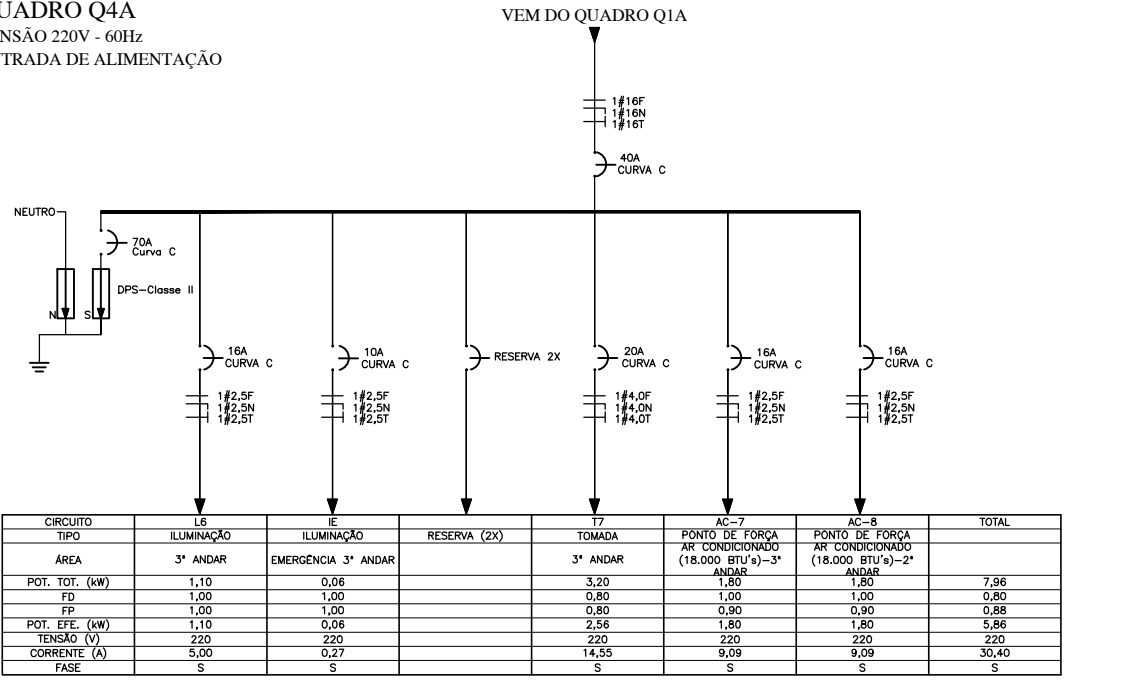 UADRO Q4A
NSÃO 220V - 60Hz
TRADA DE ALIMENTAÇÃO
VEM DO QUADRO Q1A
1#16F
1#16N
1#16T
40A
CURVA C
NEUTRO
70A
Curva C
DPS-Classe II
N
S
16A
CURVA C
10A
CURVA C
RESERVA 2X
20A
CURVA C
16A
CURVA C
16A
CURVA C
1#2,5F
1#2,5N
1#2,5T
1#2,5F
1#2,5N
1#2,5T
1#4,0F
1#4,0N
1#4,0T
1#2,5F
1#2,5N
1#2,5T
1#2,5F
1#2,5N
1#2,5T
CIRCUITO L6 IE T7 AC-7 AC-8 TOTAL
TIPO ILUMINAÇÃO ILUMINAÇÃO RESERVA (2X) TOMADA PONTO DE FORÇA PONTO DE FORÇA
ÁREA 3° ANDAR EMERGÊNCIA 3° ANDAR 3° ANDAR AR CONDICIONADO (18.000 BTU's)-3° ANDAR AR CONDICIONADO (18.000 BTU's)-2° ANDAR
POT. TOT. (kW) 1,10 0,06 3,20 1,80 1,80 7,96
FD 1,00 1,00 0,80 1,00 1,00 0,80
FP 1,00 1,00 0,80 0,90 0,90 0,88
POT. EFE. (kW) 1,10 0,06 2,56 1,80 1,80 5,86
TENSÃO (V) 220 220 220 220 220 220
CORRENTE (A) 5,00 0,27 14,55 9,09 9,09 30,40
FASE S S S S S S